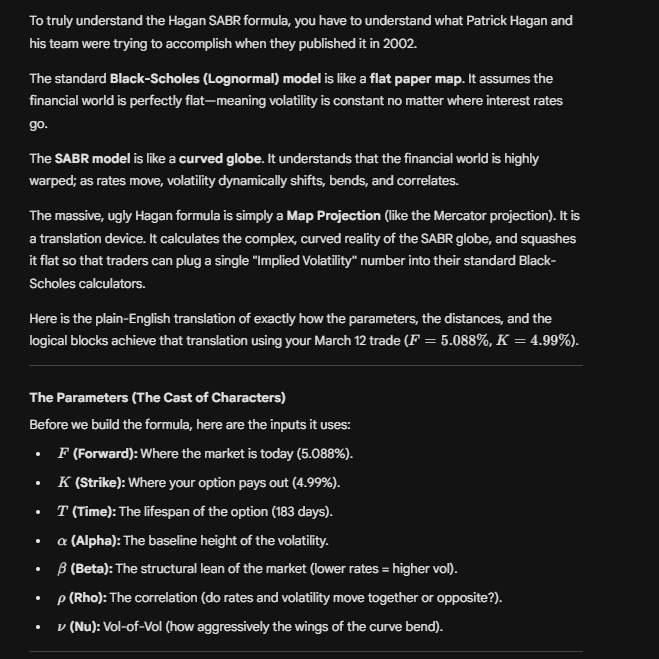 To truly understand the Hagan SABR formula, you have to understand what Patrick Hagan and
his team were trying to accomplish when they published it in 2002.
The standard Black-Scholes (Lognormal) model is like a flat paper map. It assumes the
financial world is perfectly flat—meaning volatility is constant no matter where interest rates
go.
The SABR model is like a curved globe. It understands that the financial world is highly
warped; as rates move, volatility dynamically shifts, bends, and correlates.
The massive, ugly Hagan formula is simply a Map Projection (like the Mercator projection). It is
a translation device. It calculates the complex, curved reality of the SABR globe, and squashes
it flat so that traders can plug a single "Implied Volatility" number into their standard Black-
Scholes calculators.
Here is the plain-English translation of exactly how the parameters, the distances, and the
logical blocks achieve that translation using your March 12 trade (F = 5.088%, K = 4.99%).
The Parameters (The Cast of Characters)
Before we build the formula, here are the inputs it uses:
• F (Forward): Where the market is today (5.088%).
• K (Strike): Where your option pays out (4.99%).
• T (Time): The lifespan of the option (183 days).
• α (Alpha): The baseline height of the volatility.
• β (Beta): The structural lean of the market (lower rates = higher vol).
• ρ (Rho): The correlation (do rates and volatility move together or opposite?).
• ν (Nu): Vol-of-Vol (how aggressively the wings of the curve bend).